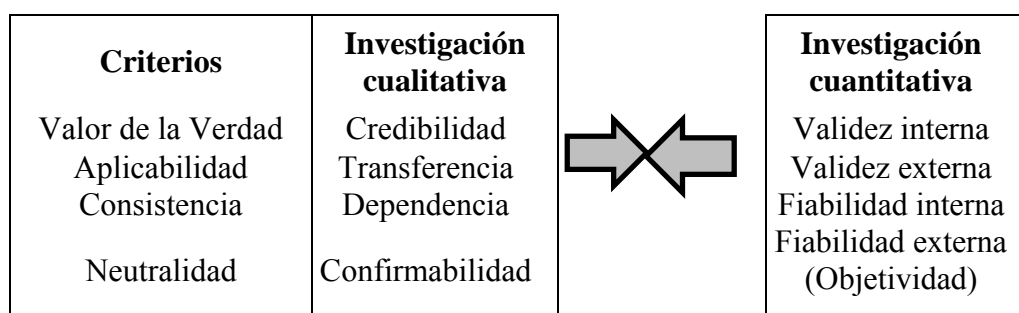 Criterios
Investigación
cualitativa
Investigación
cuantitativa
Valor de la Verdad
Credibilidad
Validez interna
Aplicabilidad
Transferencia
Validez externa
Consistencia
Dependencia
Fiabilidad interna
Neutralidad
Confirmabilidad
Fiabilidad externa
(Objetividad)